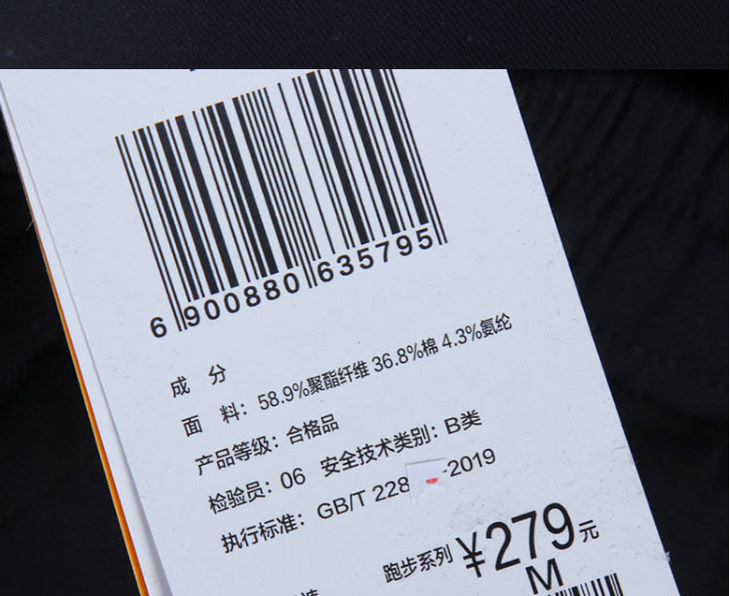 6 900880 635795
成 分
面 料：58.9%聚酯纤维 36.8%棉 4.3%氨纶
产品等级：合格品
检验员：06 安全技术类别：B类
执行标准：GB/T 228 -2019
跑步系列 ¥279元
M